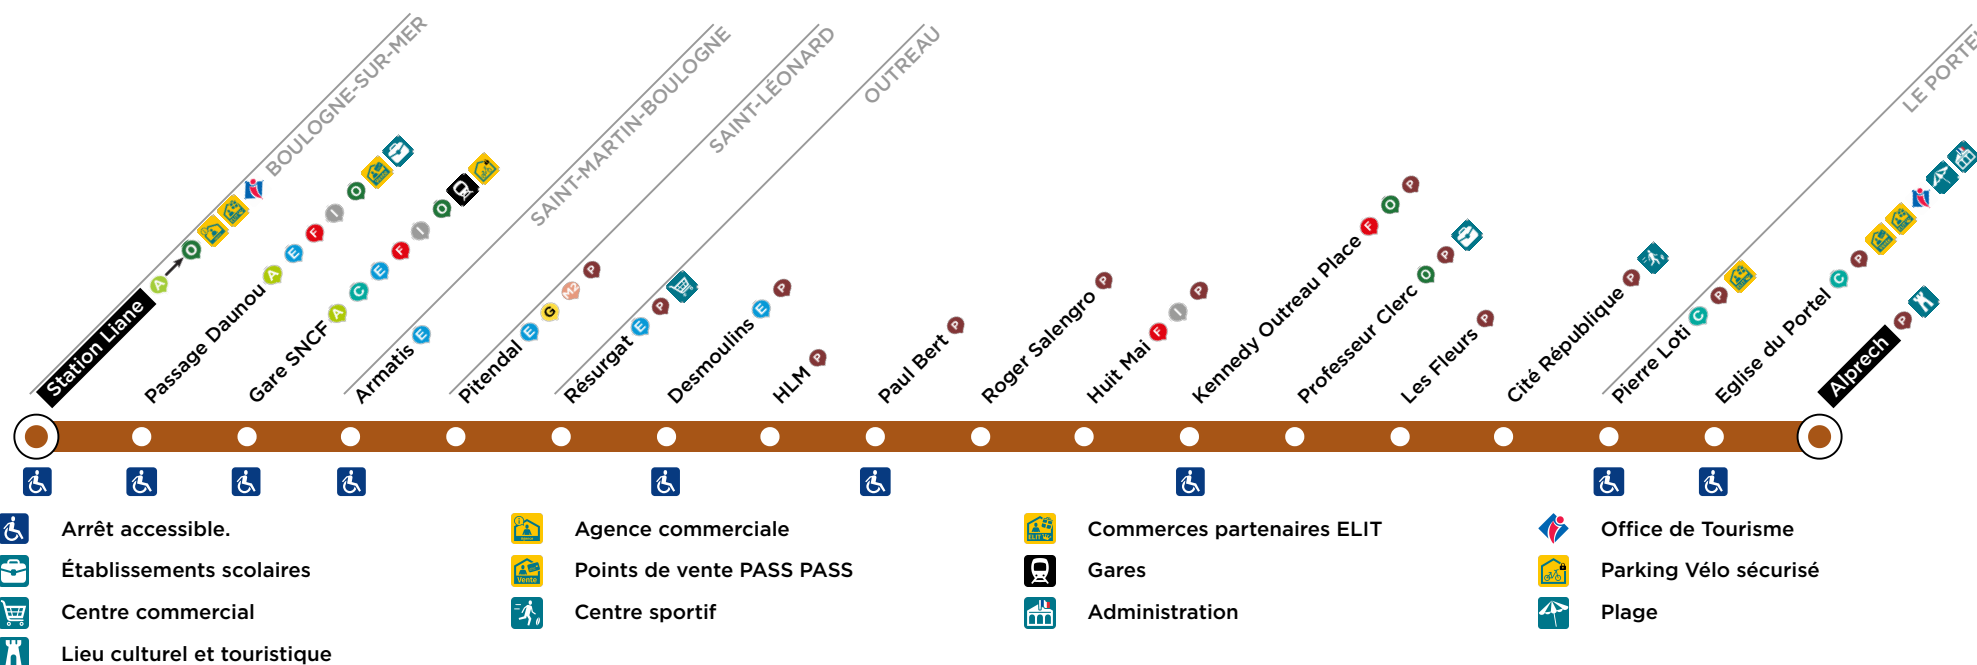 BOULOGNE-SUR-MER
SAINT-MARTIN-BOULOGNE
SAINT-LÉONARD
OUTREAU
LE PORTEL
Station Liane A O
Passage Daunou A E F I O
Gare SNCF A C E F I O
Armatis E
Pitendal E G M2 P
Résurgat E P
Desmoulins E P
HLM P
Paul Bert P
Roger Salengro P
Huit Mai F I P
Kennedy Outreau Place F O P
Professeur Clerc O P
Les Fleurs P
Cité République P
Pierre Loti C P
Eglise du Portel C P
Alprech P
Arrêt accessible.
Établissements scolaires
Centre commercial
Lieu culturel et touristique
Agence commerciale
Vente
Points de vente PASS PASS
Centre sportif
ELIT
Commerces partenaires ELIT
Gares
Administration
Office de Tourisme
Parking Vélo sécurisé
Plage